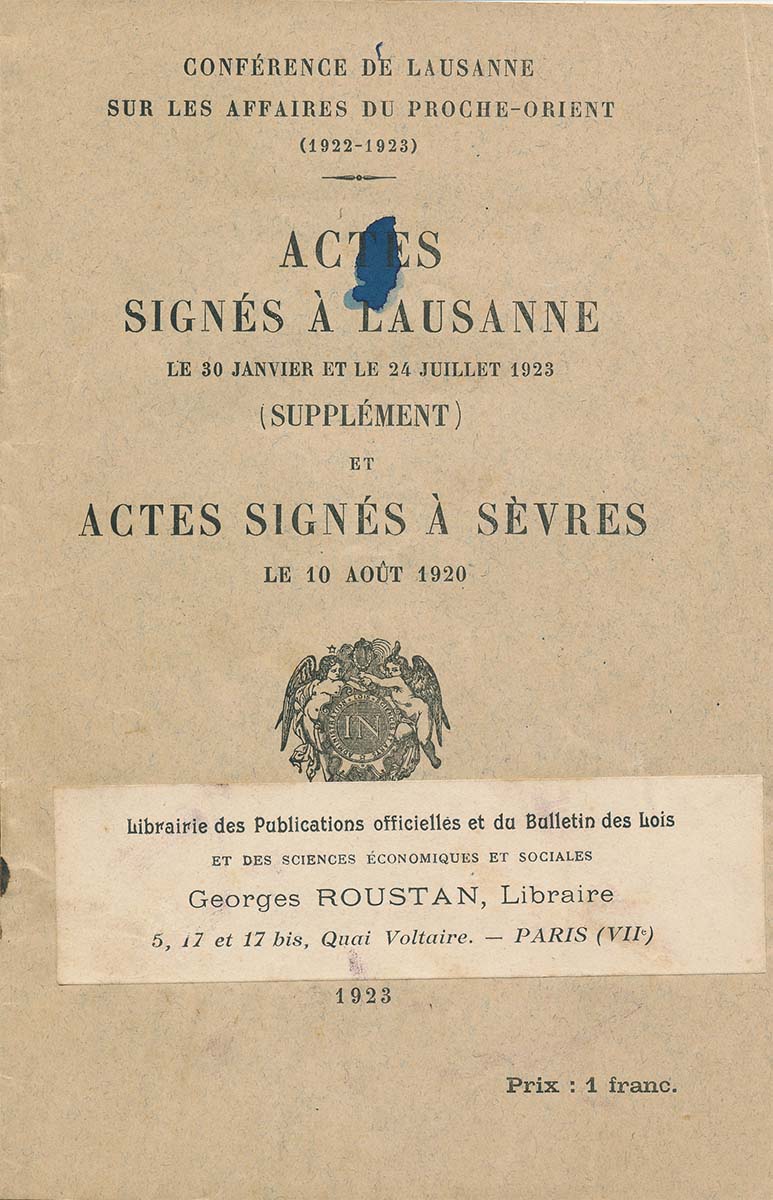 CONFÉRENCE DE LAUSANNE
SUR LES AFFAIRES DU PROCHE-ORIENT
(1922-1923)
ACTES
SIGNÉS À LAUSANNE
LE 30 JANVIER ET LE 24 JUILLET 1923
(SUPPLÉMENT)
ET
ACTES SIGNÉS À SÈVRES
LE 10 AOÛT 1920
IN
Librairie des Publications officielles et du Bulletin des Lois
ET DES SCIENCES ÉCONOMIQUES ET SOCIALES
Georges ROUSTAN, Libraire
5, 17 et 17 bis, Quai Voltaire. — PARIS (VIIe)
1923
Prix : 1 franc.